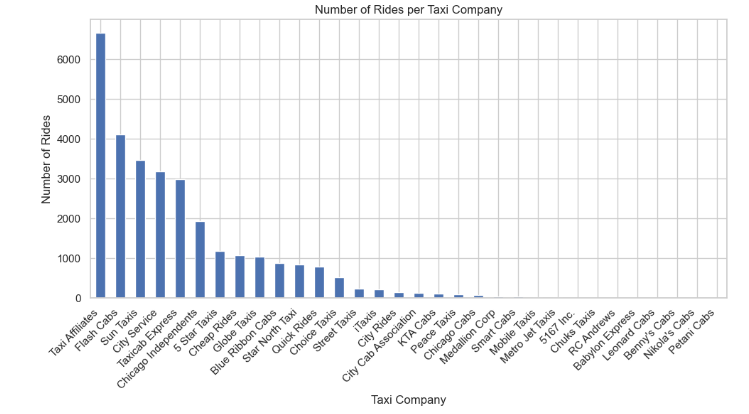 Number of Rides per Taxi Company
Number of Rides
6000
5000
4000
3000
2000
1000
0
Taxi Affiliates
Flash Cabs
Sun Taxis
City Service
Taxicab Express
Chicago Independents
5 Star Taxis
Cheap Rides
Globe Taxis
Blue Ribbon Cabs
Star North Taxi
Quick Rides
Choice Taxis
Street Taxis
iTaxis
City Rides
City Cab Association
KTA Cabs
Peace Taxis
Chicago Cabs
Medallion Corp
Smart Cabs
Mobile Taxis
Metro Jet Taxis
5167 Inc.
Chuks Taxis
RC Andrews
Babylon Express
Leonard Cabs
Benny's Cabs
Nikola's Cabs
Petani Cabs
Taxi Company